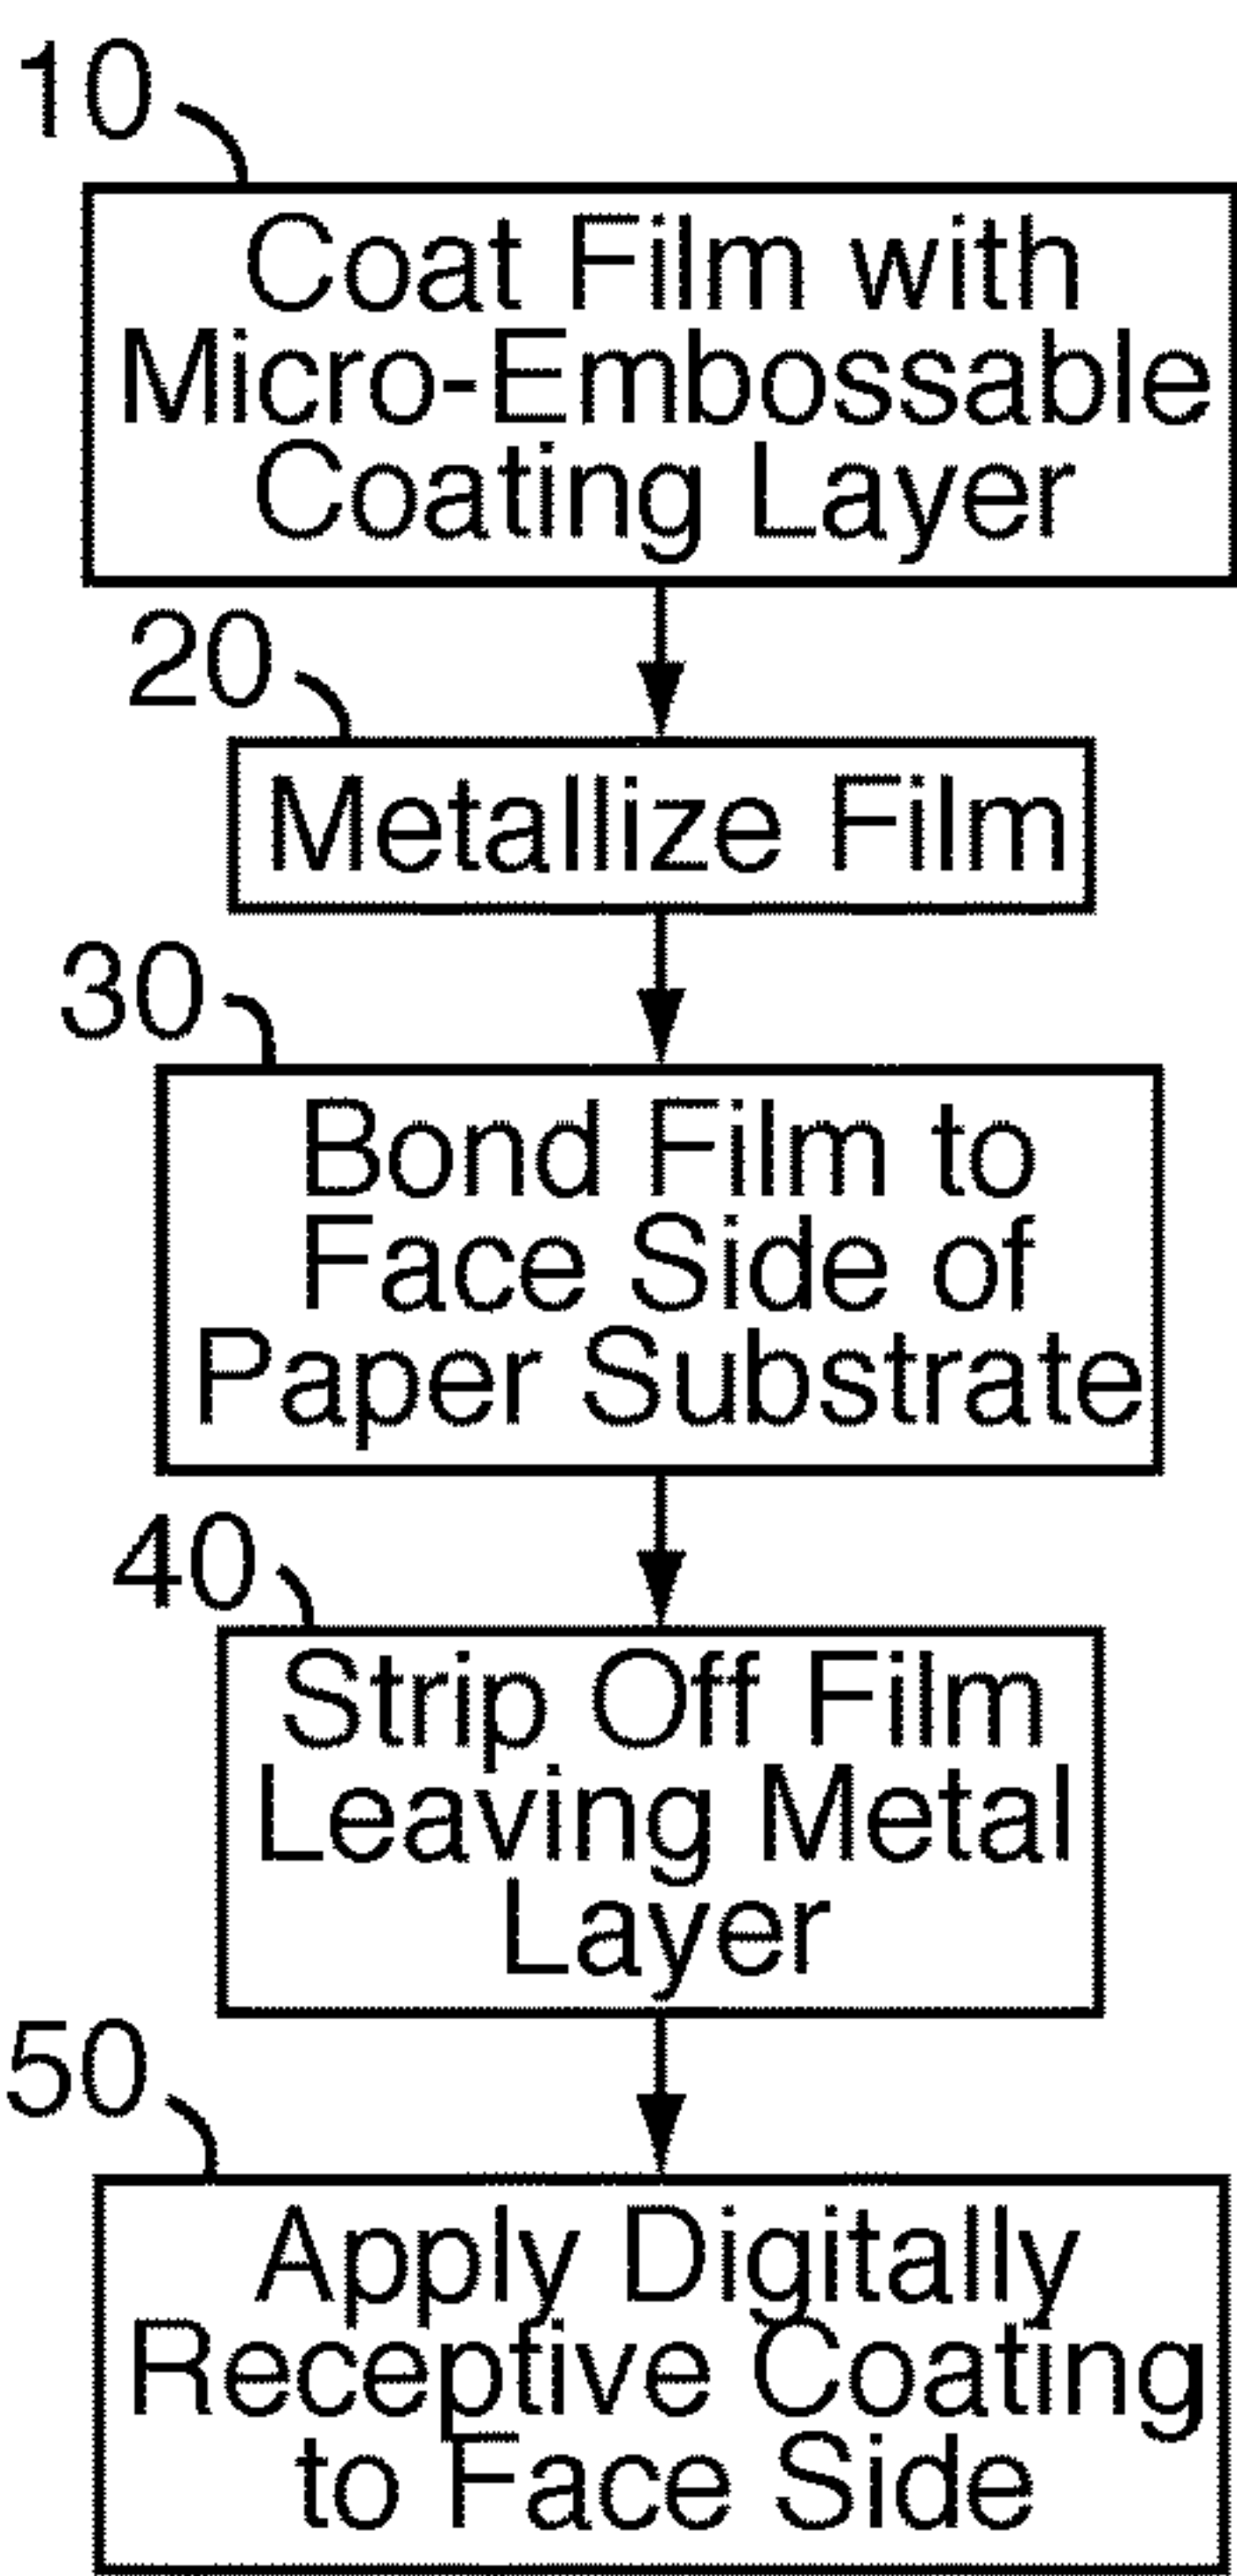 10
Coat Film with
Micro-Embossable
Coating Layer
20
Metallize Film
30
Bond Film to
Face Side of
Paper Substrate
40
Strip Off Film
Leaving Metal
Layer
50
Apply Digitally
Receptive Coating
to Face Side